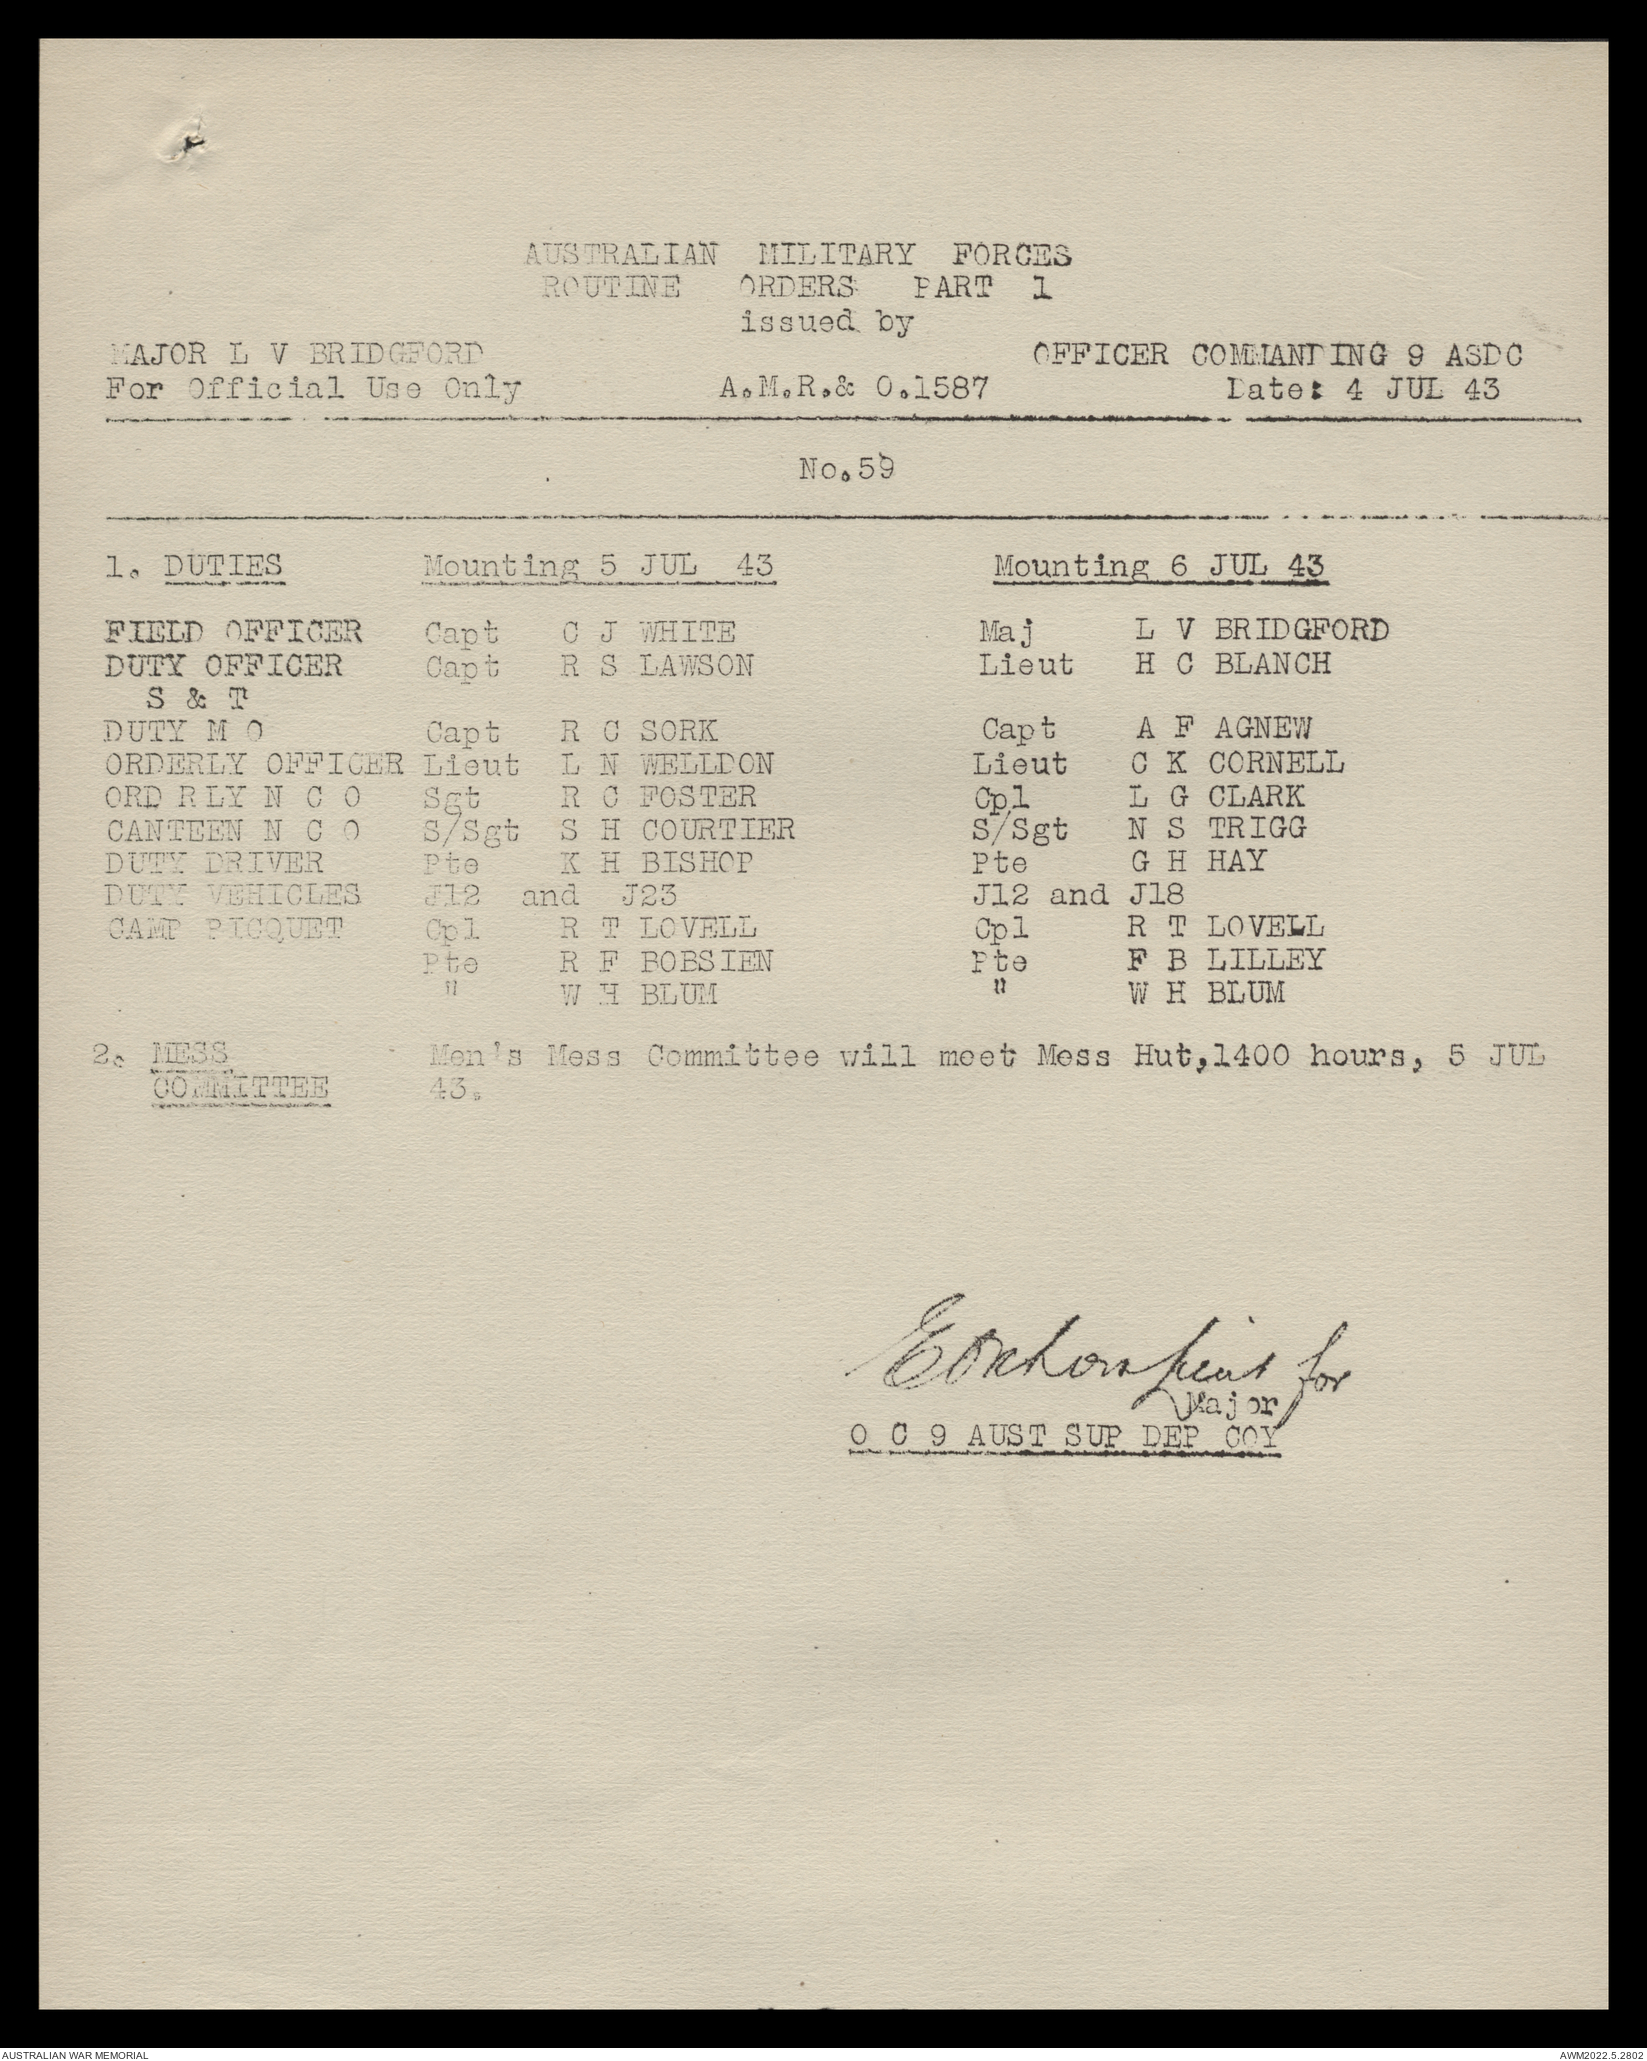 AUSTRALIAN MILITARY FORCES
ROUTINE ORDERS PART 1
issued by
MAJOR L V BRIDGFORD OFFICER COMMANDING 9 ASDC
For Official Use Only A.M.R.& O.1587 Date: 4 JUL 43
No.59
1. DUTIES Mounting 5 JUL 43 Mounting 6 JUL 43
FIELD OFFICER Capt C J WHITE Maj L V BRIDGFORD
DUTY OFFICER Capt R S LAWSON Lieut H C BLANCH
S & T
DUTY M O Capt R C SORK Capt A F AGNEW
ORDERLY OFFICER Lieut L N WELLDON Lieut C K CORNELL
ORD RLY N C O Sgt R C FOSTER Cpl L G CLARK
CANTEEN N C O S/Sgt S H COURTIER S/Sgt N S TRIGG
DUTY DRIVER Pte K H BISHOP Pte G H HAY
DUTY VEHICLES J12 and J23 J12 and J18
CAMP PICQUET Cpl R T LOVELL Cpl R T LOVELL
Pte R F BOBSIEN Pte F B LILLEY
" W H BLUM " W H BLUM
2. MESS Men's Mess Committee will meet Mess Hut,1400 hours, 5 JUL
COMMITTEE 43.
for
Major
O C 9 AUST SUP DEP COY
AUSTRALIAN WAR MEMORIAL AWM2022.5.2802